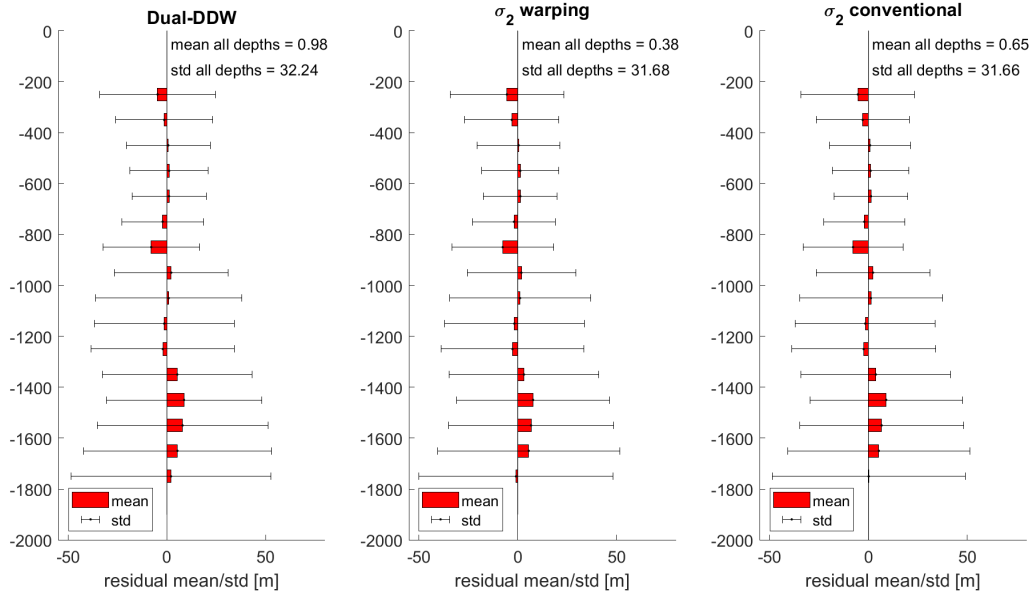 Dual-DDW
mean all depths = 0.98
std all depths = 32.24
0
-200
-400
-600
-800
-1000
-1200
-1400
-1600
-1800
-2000
mean
std
-50
0
50
residual mean/std [m]
σ2 warping
mean all depths = 0.38
std all depths = 31.68
0
-200
-400
-600
-800
-1000
-1200
-1400
-1600
-1800
-2000
mean
std
-50
0
50
residual mean/std [m]
σ2 conventional
mean all depths = 0.65
std all depths = 31.66
0
-200
-400
-600
-800
-1000
-1200
-1400
-1600
-1800
-2000
mean
std
-50
0
50
residual mean/std [m]